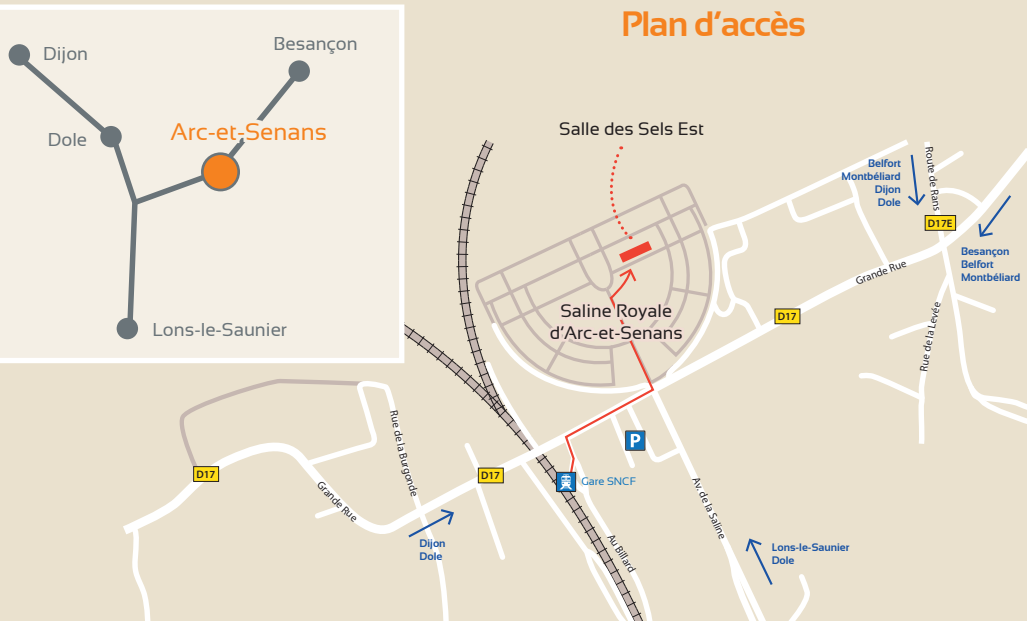 Plan d'accès
Besançon
Dijon
Arc-et-Senans
Dole
Lons-le-Saunier
Salle des Sels Est
Saline Royale
d'Arc-et-Senans
Belfort
Montbéliard
Dijon
Dole
Route de Rans
D17E
Besançon
Belfort
Montbéliard
Grande Rue
D17
Rue de la Levée
P
Gare SNCF
Rue de la Burgonde
D17
D17
Grande Rue
Dijon
Dole
Au Billard
Av. de la Saline
Lons-le-Saunier
Dole